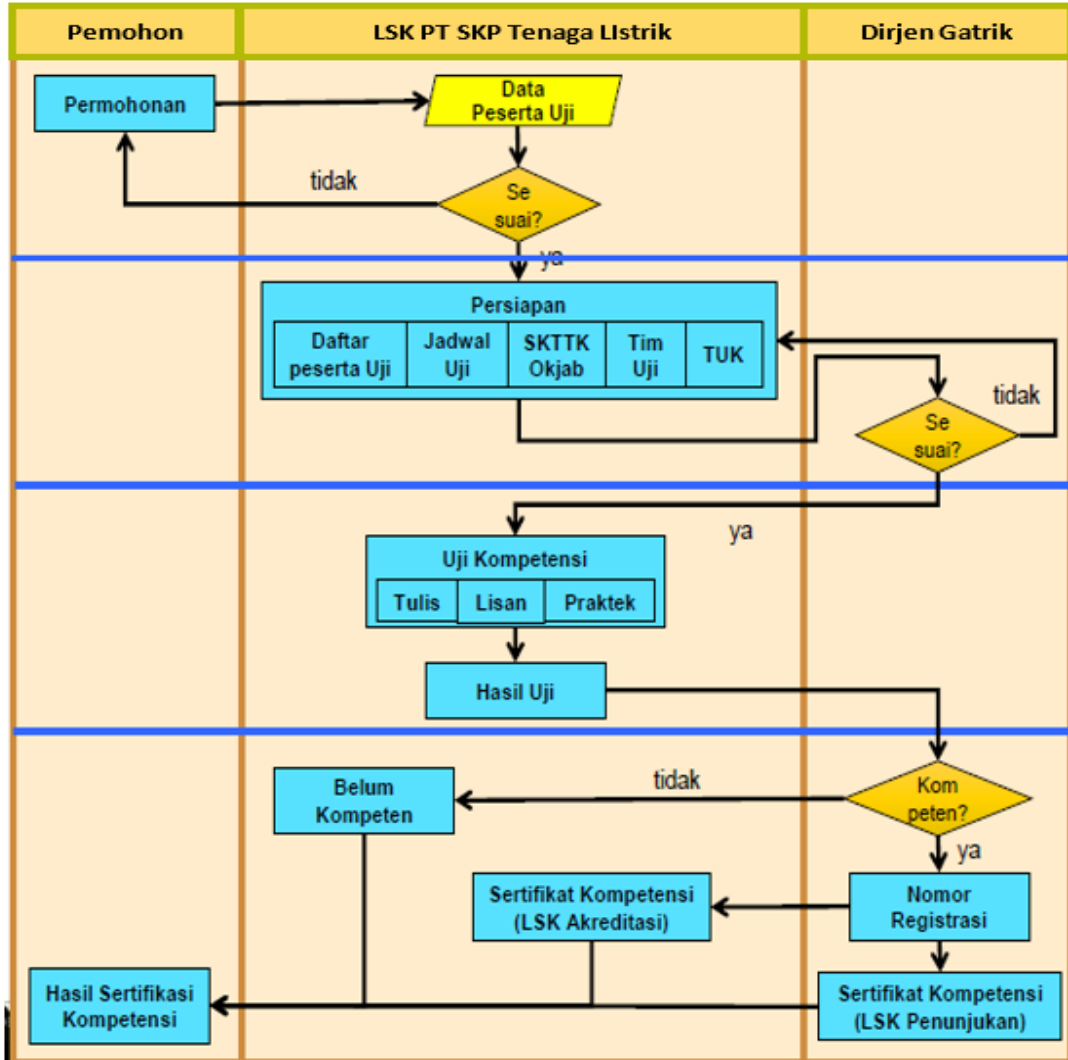 Pemohon
LSK PT SKP Tenaga LIstrik
Dirjen Gatrik
Permohonan
Data
Peserta Uji
tidak
Se
suai?
ya
Persiapan
Daftar
peserta Uji
Jadwal
Uji
SKTTK
Okjab
Tim
Uji
TUK
tidak
Se
suai?
ya
Uji Kompetensi
Tulis
Lisan
Praktek
Hasil Uji
Belum
Kompeten
tidak
Kom
peten?
ya
Sertifikat Kompetensi
(LSK Akreditasi)
Nomor
Registrasi
Hasil Sertifikasi
Kompetensi
Sertifikat Kompetensi
(LSK Penunjukan)